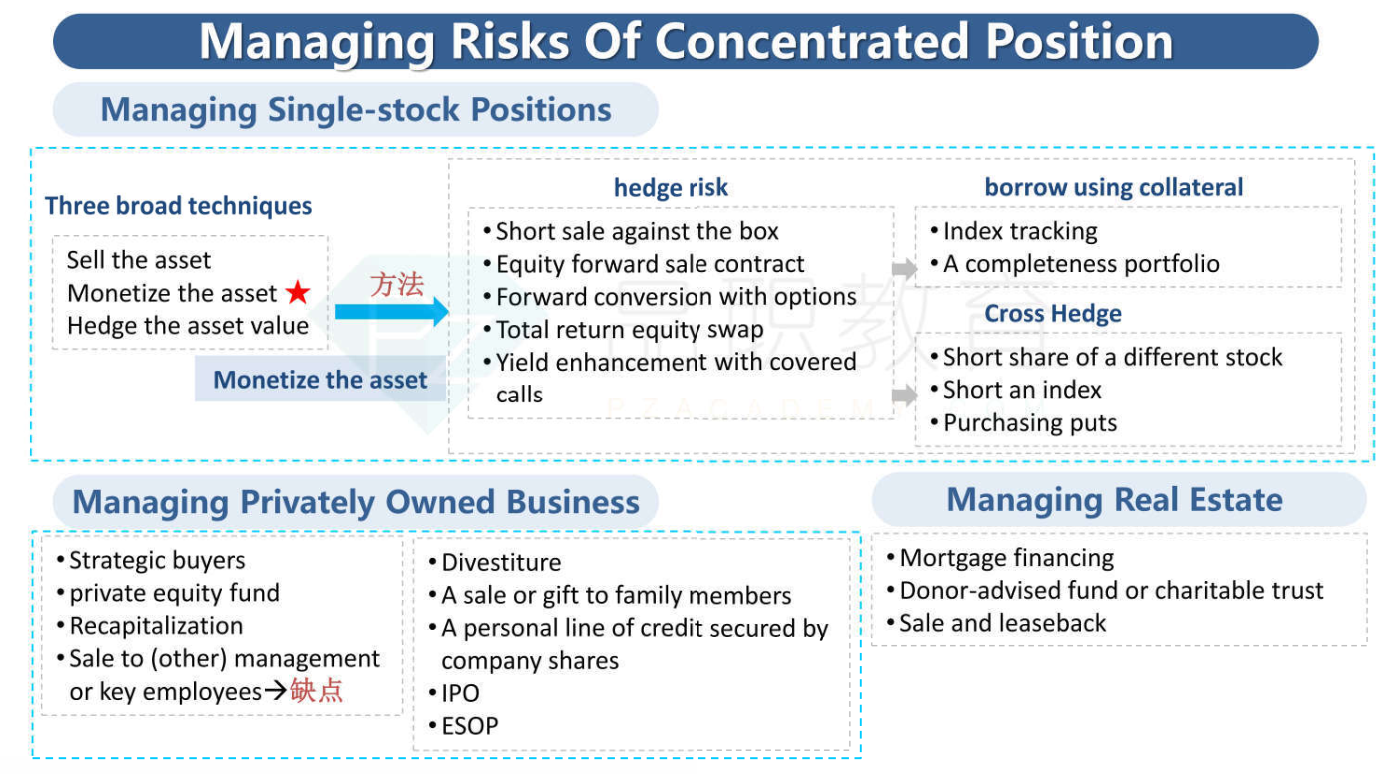 Managing Risks Of Concentrated Position
Managing Single-stock Positions
Three broad techniques
Sell the asset
Monetize the asset ★
Hedge the asset value
方法
Monetize the asset
hedge risk
• Short sale against the box
• Equity forward sale contract
• Forward conversion with options
• Total return equity swap
• Yield enhancement with covered
calls
borrow using collateral
• Index tracking
• A completeness portfolio
Cross Hedge
• Short share of a different stock
• Short an index
• Purchasing puts
品职教育
Managing Privately Owned Business
• Strategic buyers
• private equity fund
• Recapitalization
• Sale to (other) management
or key employees→缺点
• Divestiture
• A sale or gift to family members
• A personal line of credit secured by
company shares
• IPO
• ESOP
Managing Real Estate
• Mortgage financing
• Donor-advised fund or charitable trust
• Sale and leaseback